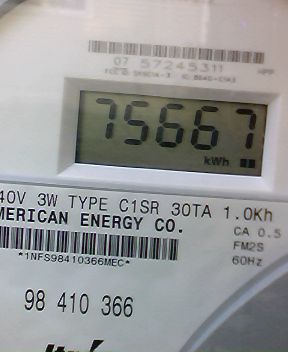 07 57245311
75667
kWh
40V 3W TYPE C1SR 30TA 1.0Kh
MERICAN ENERGY CO.
CA 0.5
FM2S
*1NFS98410366MEC*
60Hz
98 410 366